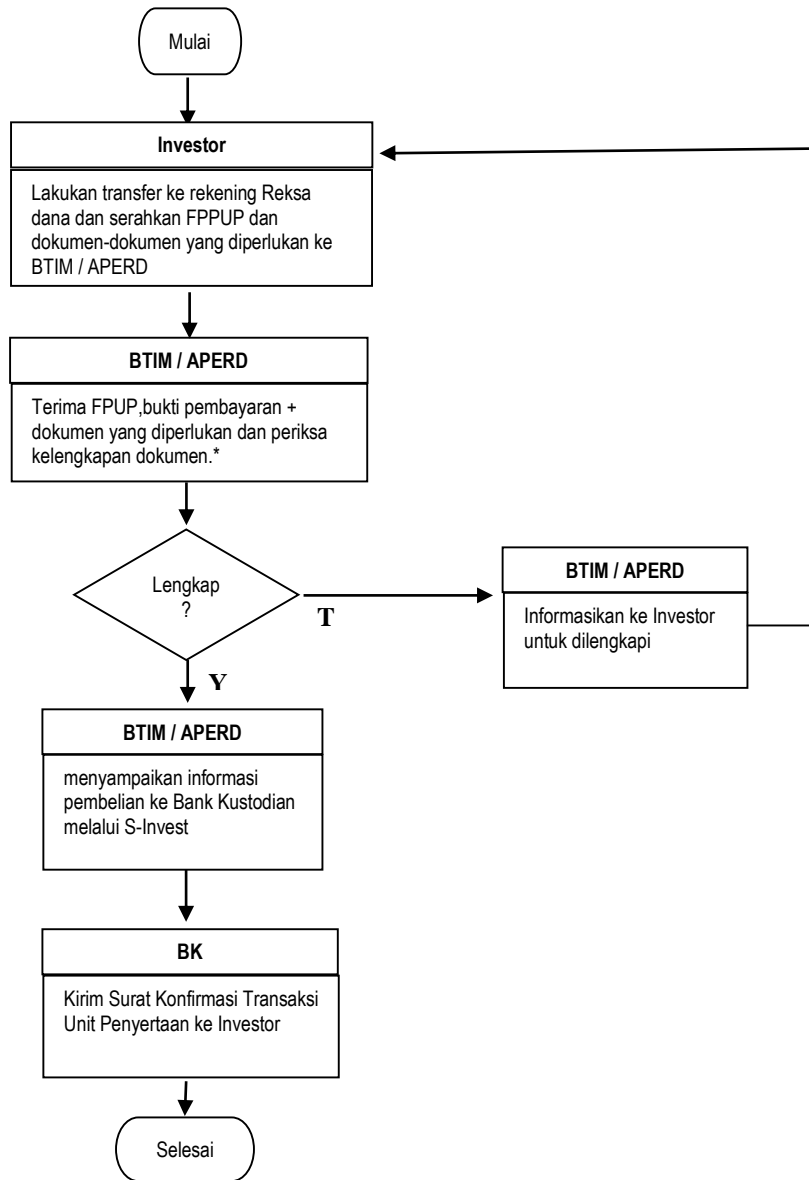 Mulai
Investor
Lakukan transfer ke rekening Reksa
dana dan serahkan FPPUP dan
dokumen-dokumen yang diperlukan ke
BTIM / APERD
BTIM / APERD
Terima FPUP,bukti pembayaran +
dokumen yang diperlukan dan periksa
kelengkapan dokumen.*
Lengkap
?
T
BTIM / APERD
Informasikan ke Investor
untuk dilengkapi
Y
BTIM / APERD
menyampaikan informasi
pembelian ke Bank Kustodian
melalui S-Invest
BK
Kirim Surat Konfirmasi Transaksi
Unit Penyertaan ke Investor
Selesai